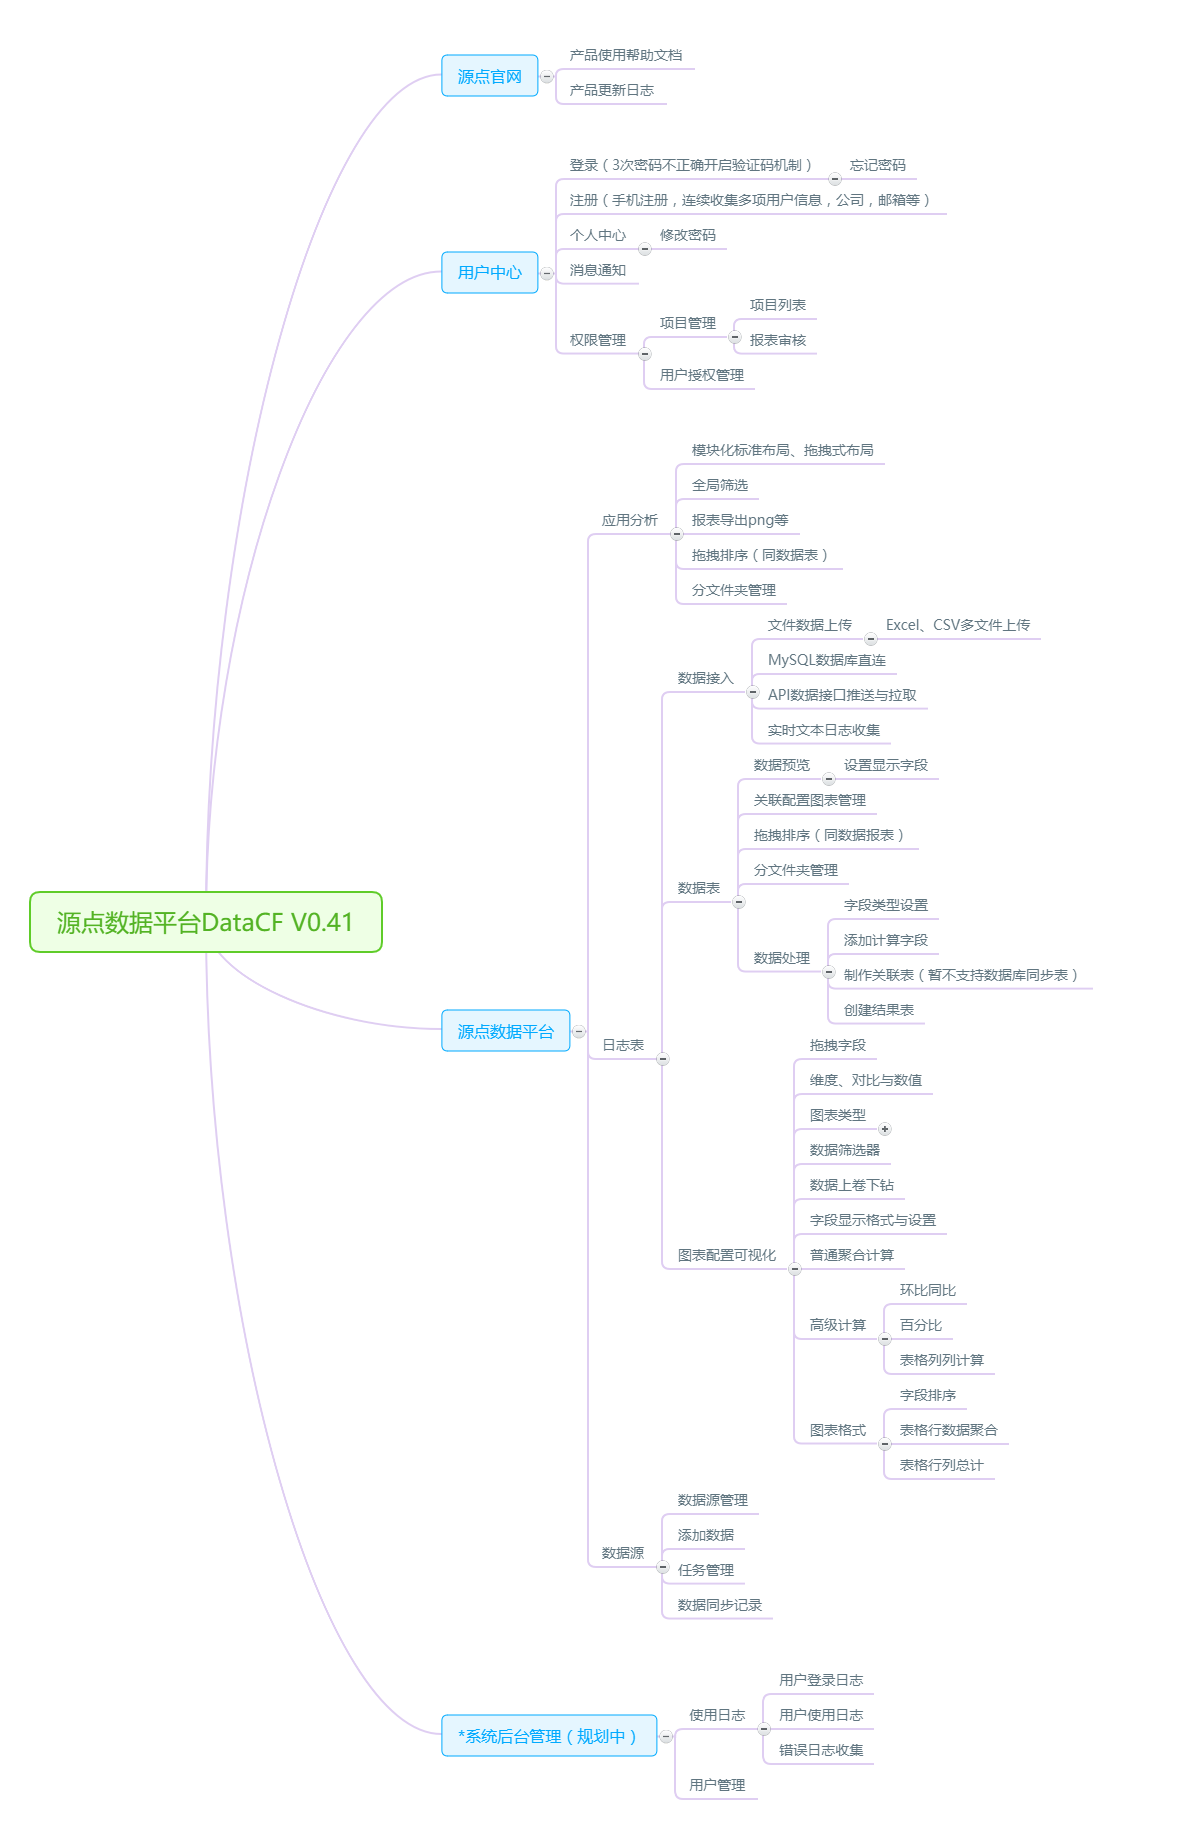 源点数据平台DataCF V0.41
源点官网
产品使用帮助文档
产品更新日志
用户中心
登录（3次密码不正确开启验证码机制）
忘记密码
注册（手机注册，连续收集多项用户信息，公司，邮箱等）
个人中心
修改密码
消息通知
权限管理
项目管理
项目列表
报表审核
用户授权管理
源点数据平台
应用分析
模块化标准布局、拖拽式布局
全局筛选
报表导出png等
拖拽排序（同数据表）
分文件夹管理
日志表
数据接入
文件数据上传
Excel、CSV多文件上传
MySQL数据库直连
API数据接口推送与拉取
实时文本日志收集
数据表
数据预览
设置显示字段
关联配置图表管理
拖拽排序（同数据报表）
分文件夹管理
数据处理
字段类型设置
添加计算字段
制作关联表（暂不支持数据库同步表）
创建结果表
图表配置可视化
拖拽字段
维度、对比与数值
图表类型
数据筛选器
数据上卷下钻
字段显示格式与设置
普通聚合计算
高级计算
环比同比
百分比
表格列列计算
图表格式
字段排序
表格行数据聚合
表格行列总计
数据源
数据源管理
添加数据
任务管理
数据同步记录
*系统后台管理（规划中）
使用日志
用户登录日志
用户使用日志
错误日志收集
用户管理